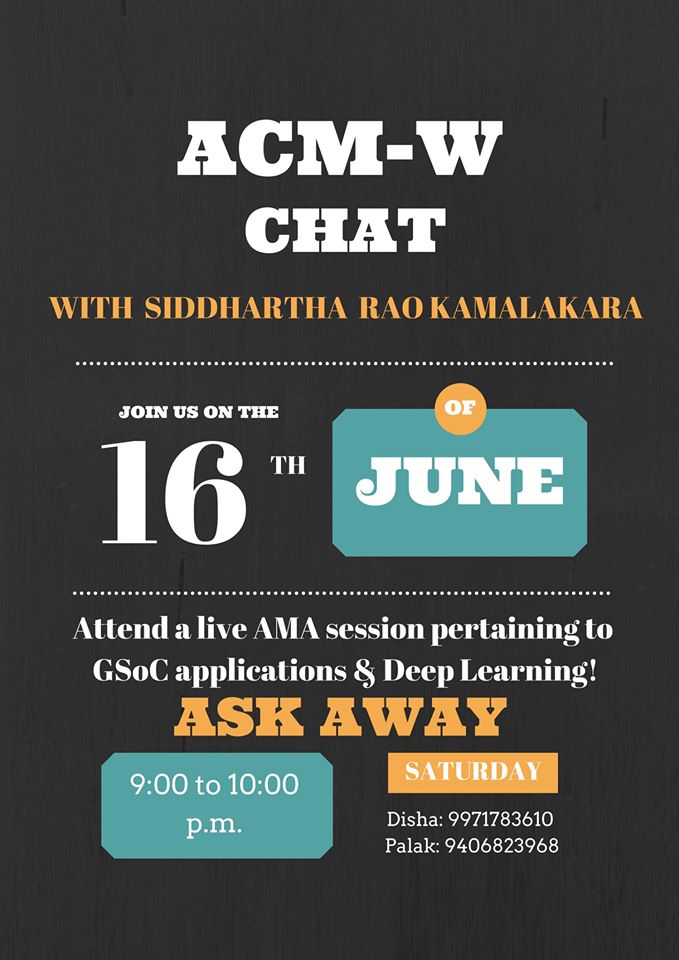 ACM-W
CHAT
WITH SIDDHARTHA RAO KAMALAKARA
JOIN US ON THE
16 TH
OF
JUNE
Attend a live AMA session pertaining to
GSoC applications & Deep Learning!
ASK AWAY
9:00 to 10:00
p.m.
SATURDAY
Disha: 9971783610
Palak: 9406823968